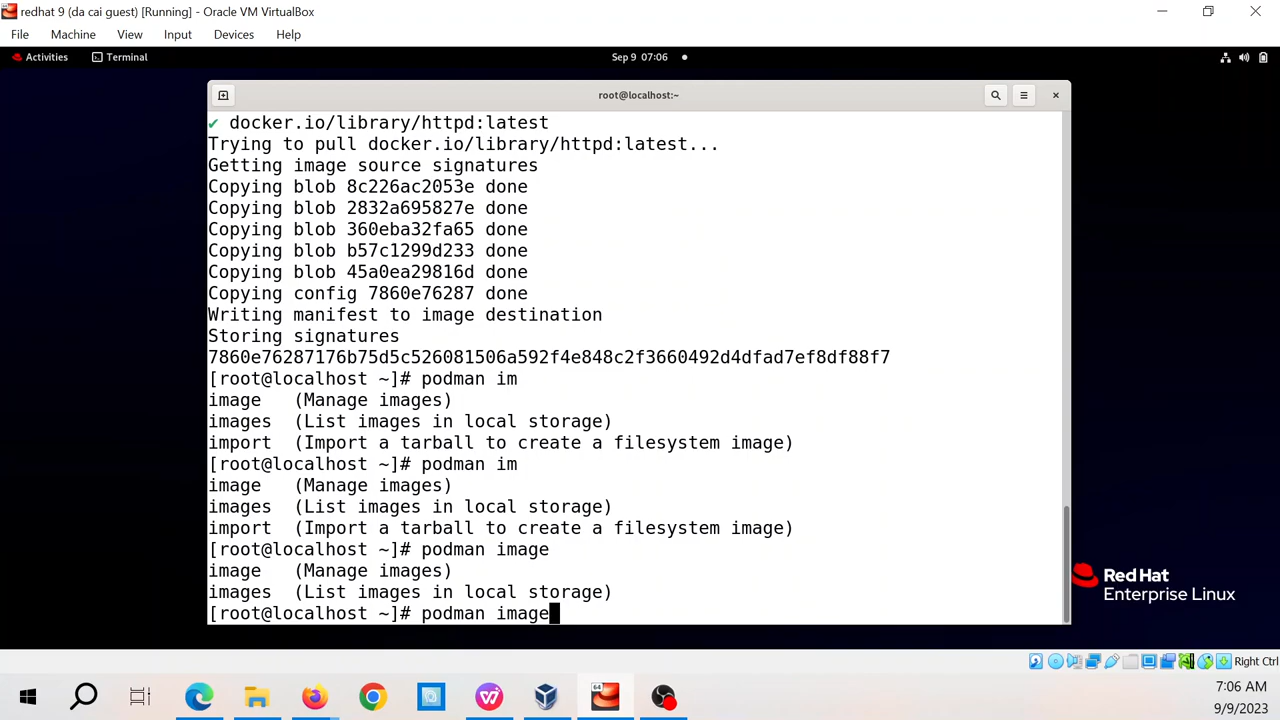 redhat 9 (da cai guest) [Running] - Oracle VM VirtualBox
File Machine View Input Devices Help
Activities Terminal Sep 9 07:06
root@localhost:~
✔ docker.io/library/httpd:latest
Trying to pull docker.io/library/httpd:latest...
Getting image source signatures
Copying blob 8c226ac2053e done
Copying blob 2832a695827e done
Copying blob 360eba32fa65 done
Copying blob b57c1299d233 done
Copying blob 45a0ea29816d done
Copying config 7860e76287 done
Writing manifest to image destination
Storing signatures
7860e76287176b75d5c526081506a592f4e848c2f3660492d4dfad7ef8df88f7
[root@localhost ~]# podman im
image (Manage images)
images (List images in local storage)
import (Import a tarball to create a filesystem image)
[root@localhost ~]# podman im
image (Manage images)
images (List images in local storage)
import (Import a tarball to create a filesystem image)
[root@localhost ~]# podman image
image (Manage images)
images (List images in local storage)
[root@localhost ~]# podman image
Red Hat
Enterprise Linux
Right Ctrl
64
7:06 AM
9/9/2023